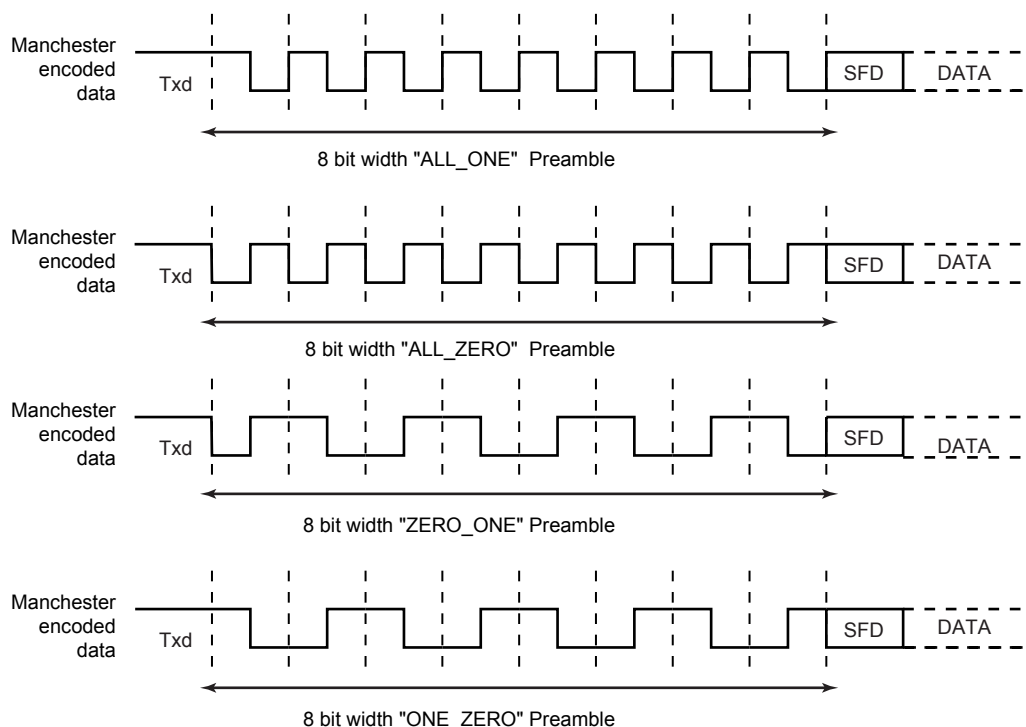 Manchester
encoded
data
Txd
SFD
DATA
8 bit width "ALL_ONE" Preamble
Manchester
encoded
data
Txd
SFD
DATA
8 bit width "ALL_ZERO" Preamble
Manchester
encoded
data
Txd
SFD
DATA
8 bit width "ZERO_ONE" Preamble
Manchester
encoded
data
Txd
SFD
DATA
8 bit width "ONE_ZERO" Preamble